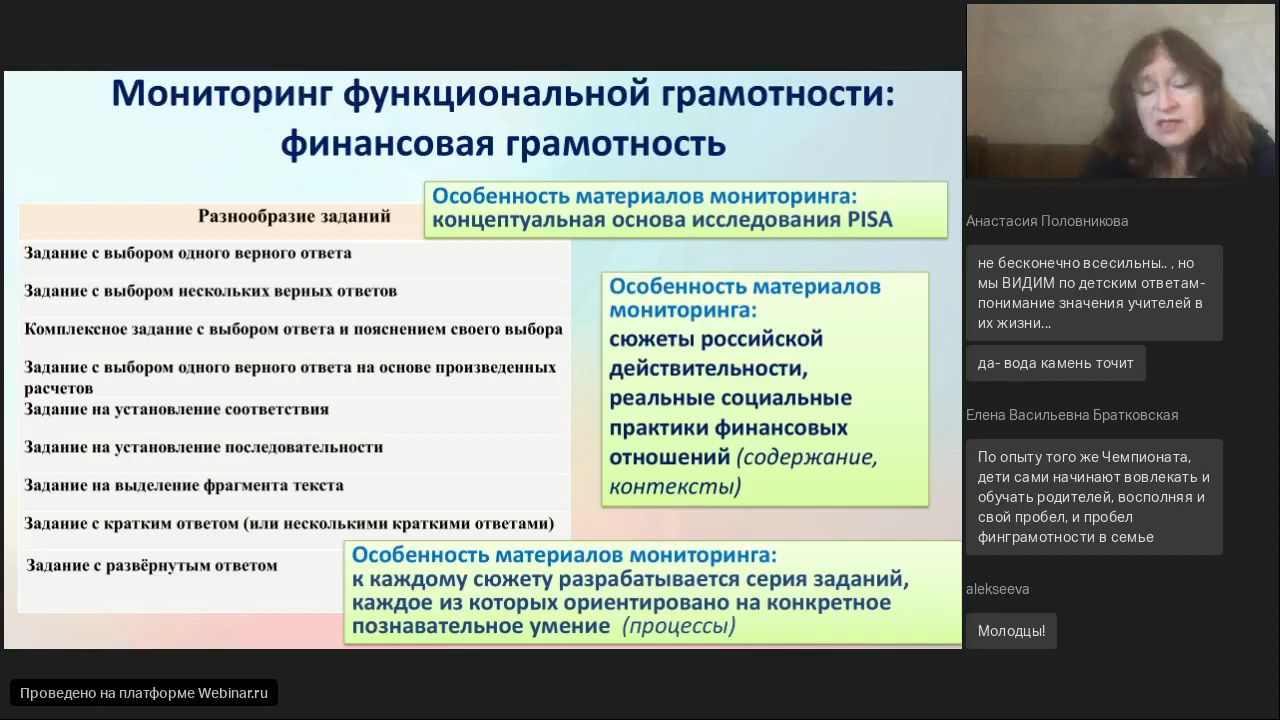 Мониторинг функциональной грамотности:
финансовая грамотность
Особенность материалов мониторинга:
концептуальная основа исследования PISA
Разнообразие заданий
Задание с выбором одного верного ответа
Задание с выбором нескольких верных ответов
Комплексное задание с выбором ответа и пояснением своего выбора
Задание с выбором одного верного ответа на основе произведенных
расчетов
Задание на установление соответствия
Задание на установление последовательности
Задание на выделение фрагмента текста
Задание с кратким ответом (или несколькими краткими ответами)
Задание с развёрнутым ответом
Особенность материалов
мониторинга:
сюжеты российской
действительности,
реальные социальные
практики финансовых
отношений (содержание,
контексты)
Особенность материалов мониторинга:
к каждому сюжету разрабатывается серия заданий,
каждое из которых ориентировано на конкретное
познавательное умение (процессы)
Анастасия Половникова
не бесконечно всесильны.. , но
мы ВИДИМ по детским ответам-
понимание значения учителей в
их жизни...
да- вода камень точит
Елена Васильевна Братковская
По опыту того же Чемпионата,
дети сами начинают вовлекать и
обучать родителей, восполняя и
свой пробел, и пробел
финграмотности в семье
alekseeva
Молодцы!
Проведено на платформе Webinar.ru